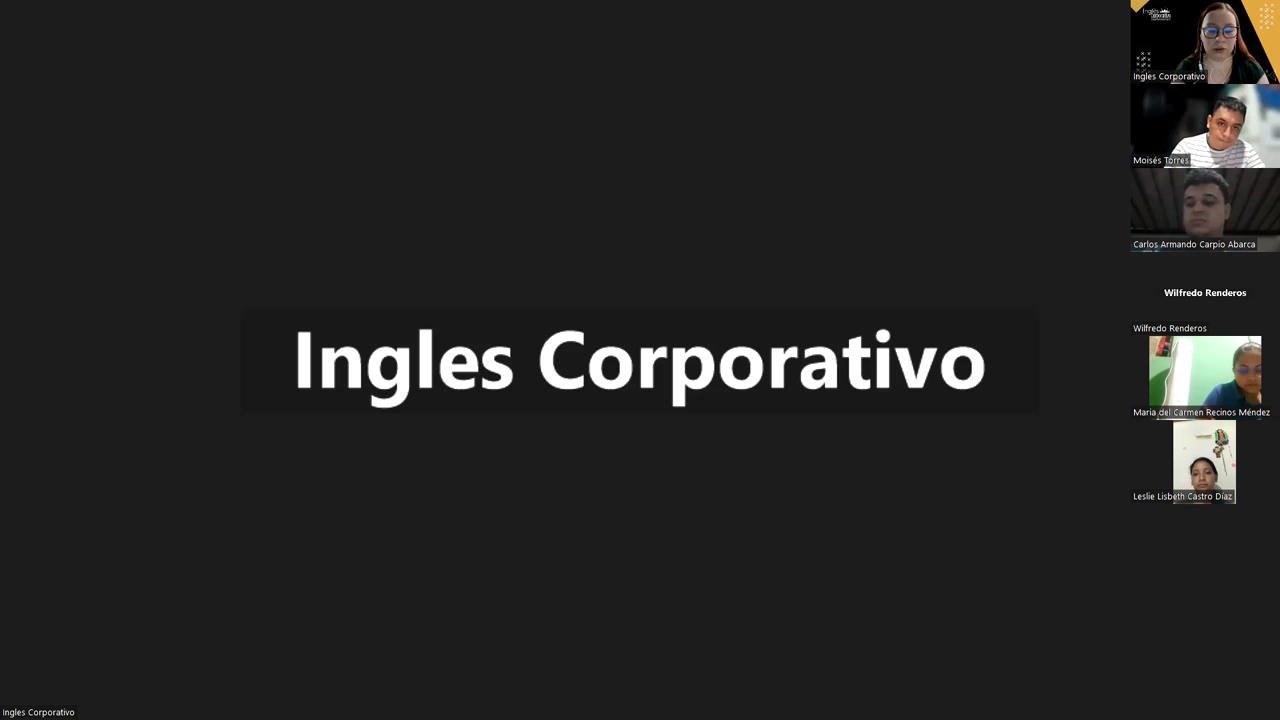 Ingles Corporativo
Inglés
Ingles Corporativo
Moisés Torres
Carlos Armando Carpio Abarca
Wilfredo Renderos
Wilfredo Renderos
Maria del Carmen Recinos Méndez
Leslie Lisbeth Castro Díaz
Ingles Corporativo